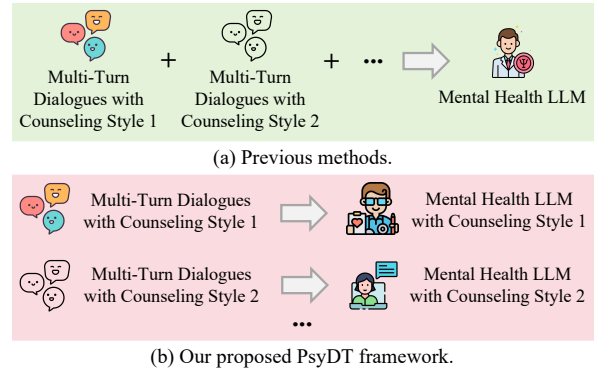 Multi-Turn
Dialogues with
Counseling Style 1
+
Multi-Turn
Dialogues with
Counseling Style 2
+ ...
Mental Health LLM
(a) Previous methods.
Multi-Turn Dialogues
with Counseling Style 1
Mental Health LLM
with Counseling Style 1
Multi-Turn Dialogues
with Counseling Style 2
Mental Health LLM
with Counseling Style 2
...
(b) Our proposed PsyDT framework.